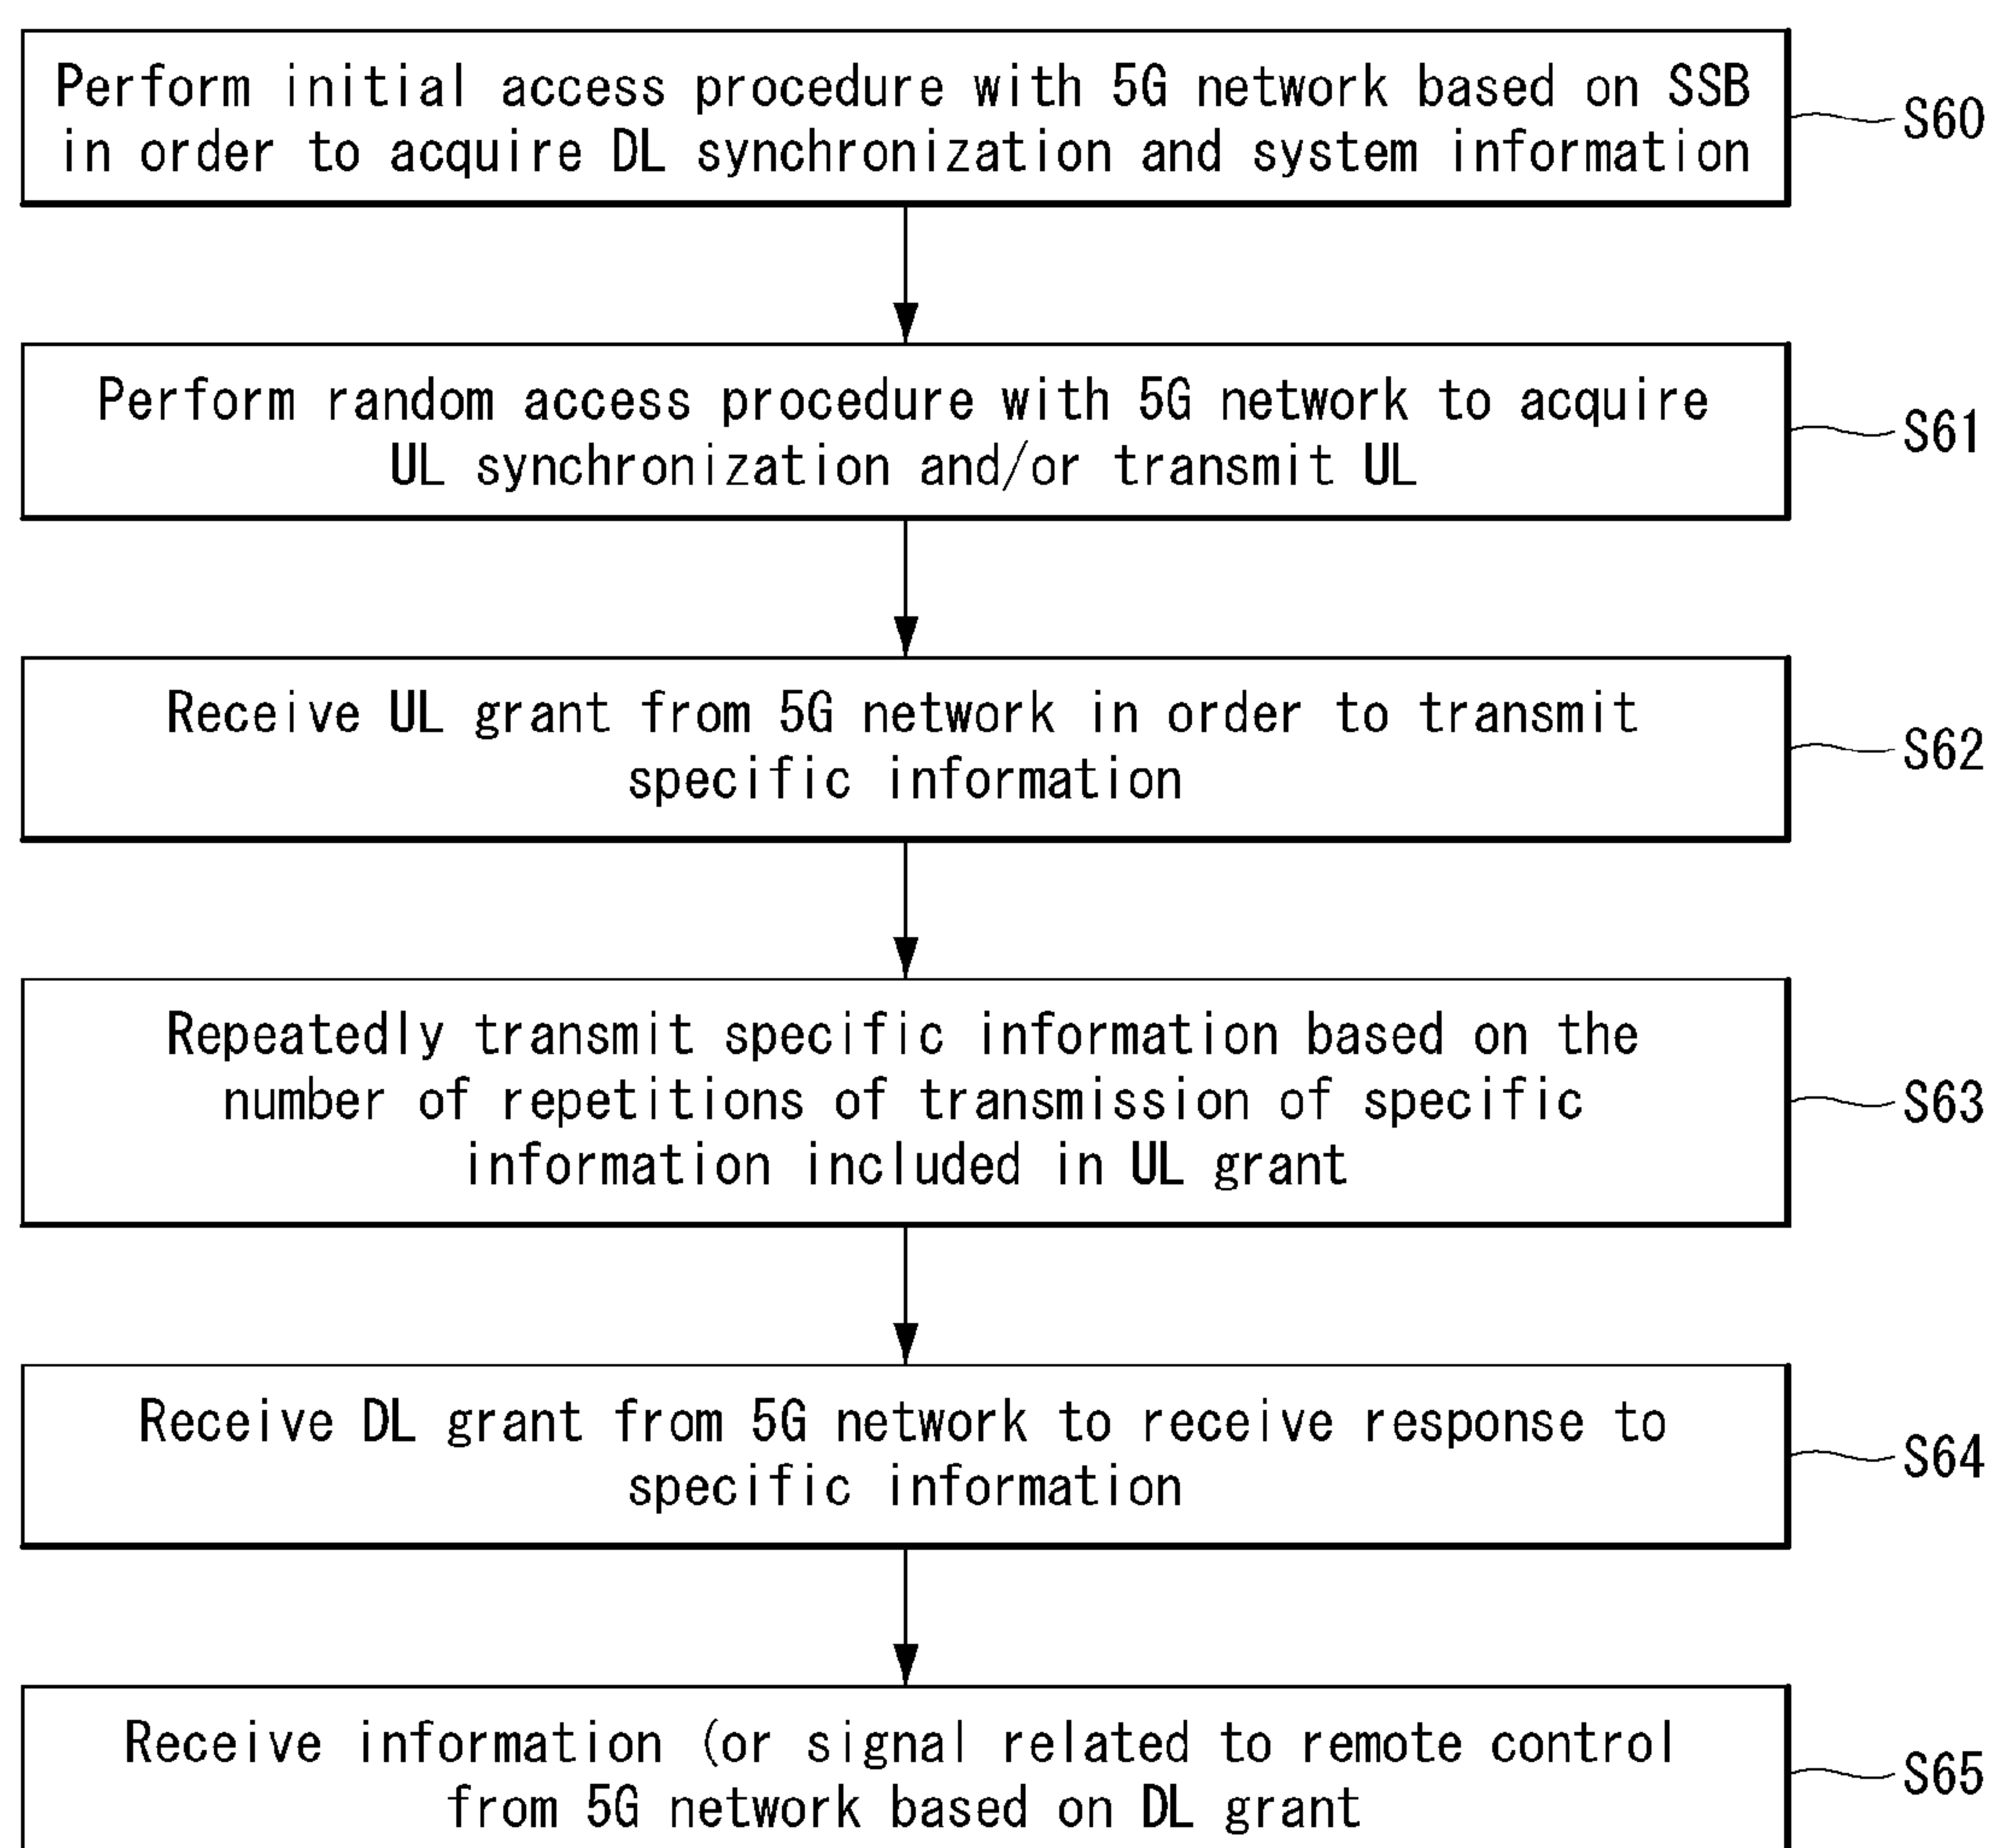 Perform initial access procedure with 5G network based on SSB
in order to acquire DL synchronization and system information
S60
Perform random access procedure with 5G network to acquire
UL synchronization and/or transmit UL
S61
Receive UL grant from 5G network in order to transmit
specific information
S62
Repeatedly transmit specific information based on the
number of repetitions of transmission of specific
information included in UL grant
S63
Receive DL grant from 5G network to receive response to
specific information
S64
Receive information (or signal related to remote control
from 5G network based on DL grant
S65